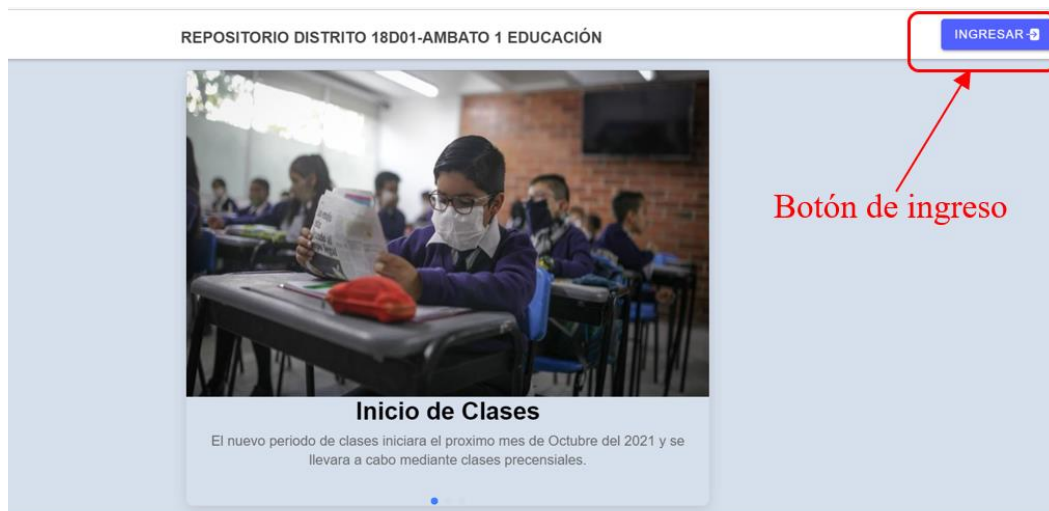 REPOSITORIO DISTRITO 18D01-AMBATO 1 EDUCACIÓN
INGRESAR
Botón de ingreso
Inicio de Clases
El nuevo periodo de clases iniciara el proximo mes de Octubre del 2021 y se
llevara a cabo mediante clases precensiales.